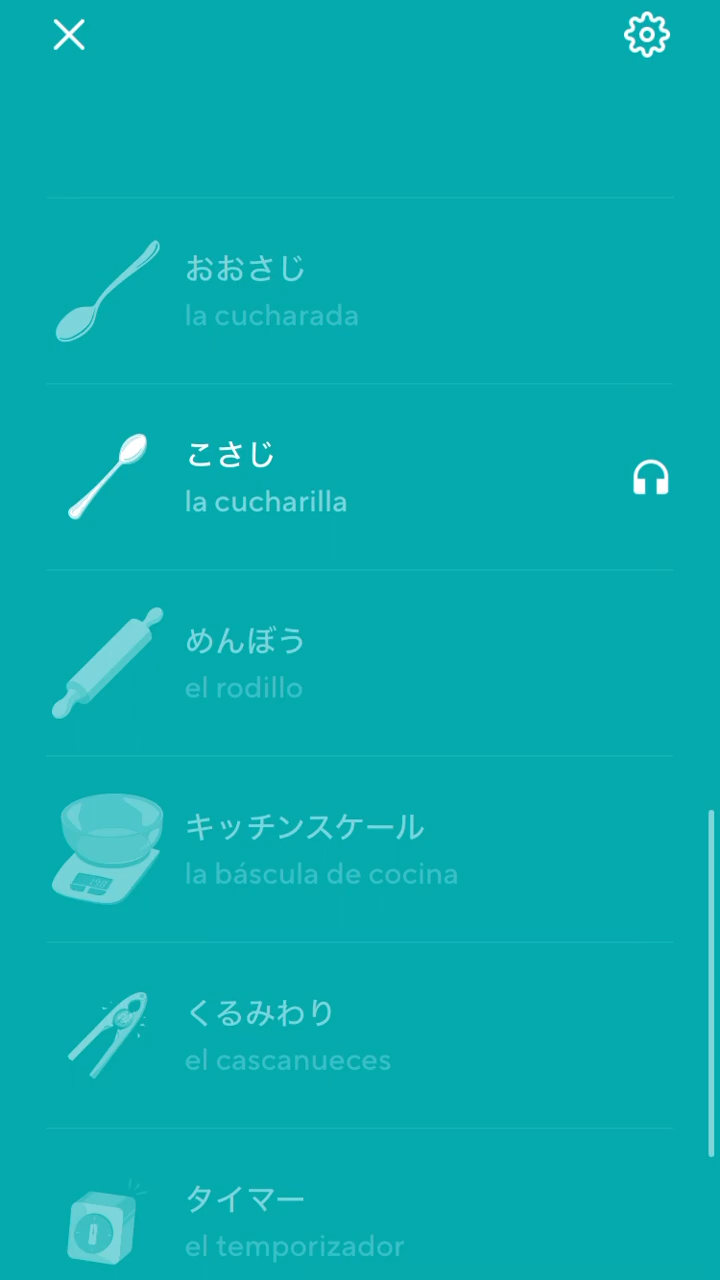 おおさじ
la cucharada
こさじ
la cucharilla
めんぼう
el rodillo
キッチンスケール
la báscula de cocina
くるみわり
el cascanueces
タイマー
el temporizador